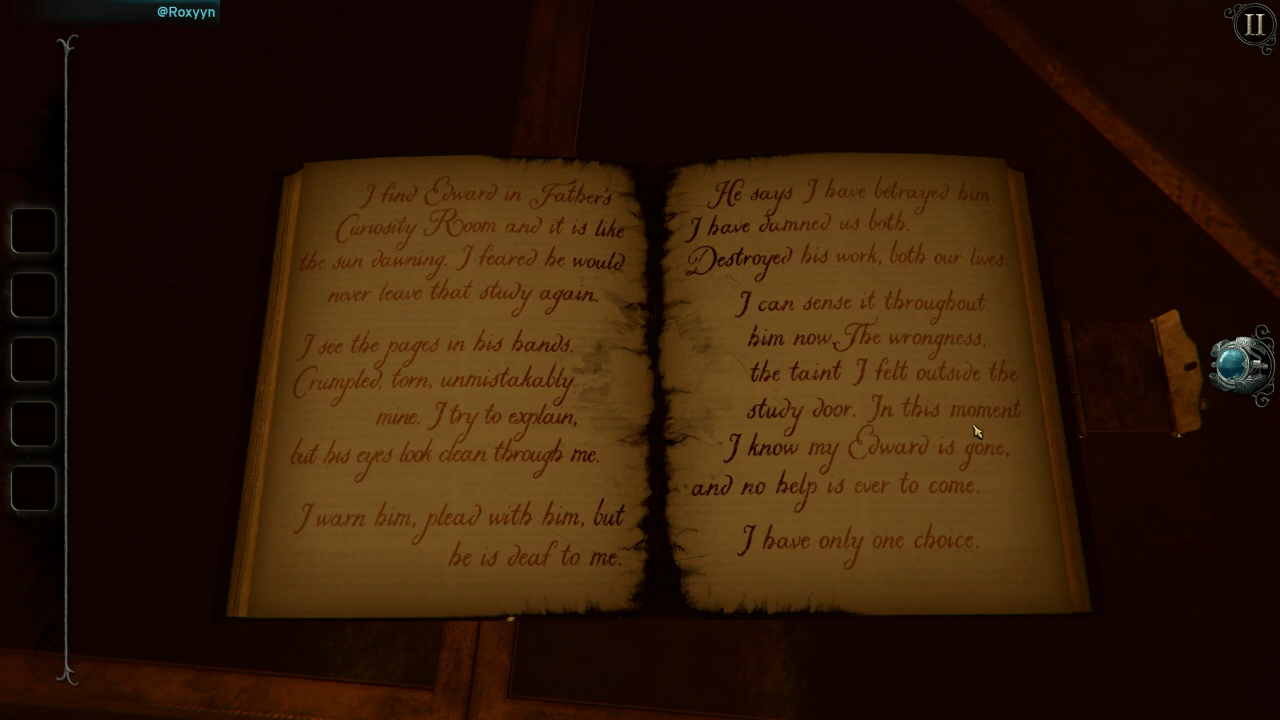 @Roxyyn
II
I find Edward in Father's
Curiosity Room and it is like
the sun dawning. I feared he would
never leave that study again.
I see the pages in his hands.
Crumpled, torn, unmistakably
mine. I try to explain,
but his eyes look clean through me.
I warn him, plead with him, but
he is deaf to me.
He says I have betrayed him.
I have damned us both.
Destroyed his work, both our lives.
I can sense it throughout
him now. The wrongness,
the taint I felt outside the
study door. In this moment
I know my Edward is gone,
and no help is ever to come.
I have only one choice.